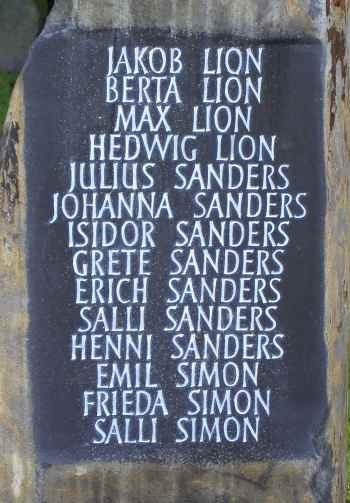 JAKOB LION
BERTA LION
MAX LION
HEDWIG LION
JULIUS SANDERS
JOHANNA SANDERS
ISIDOR SANDERS
GRETE SANDERS
ERICH SANDERS
SALLI SANDERS
HENNI SANDERS
EMIL SIMON
FRIEDA SIMON
SALLI SIMON